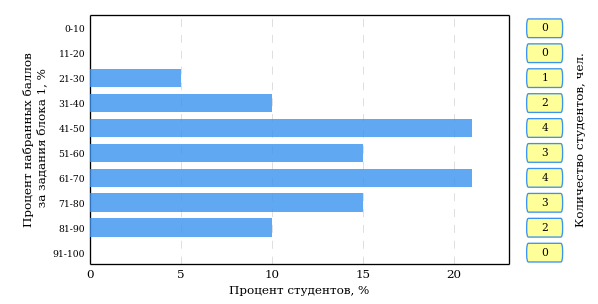 Процент набранных баллов
за задания блока 1, %
0-10 0
11-20 0
21-30 1
31-40 2
41-50 4
51-60 3
61-70 4
71-80 3
81-90 2
91-100 0
0 5 10 15 20
Процент студентов, %
Количество студентов, чел.